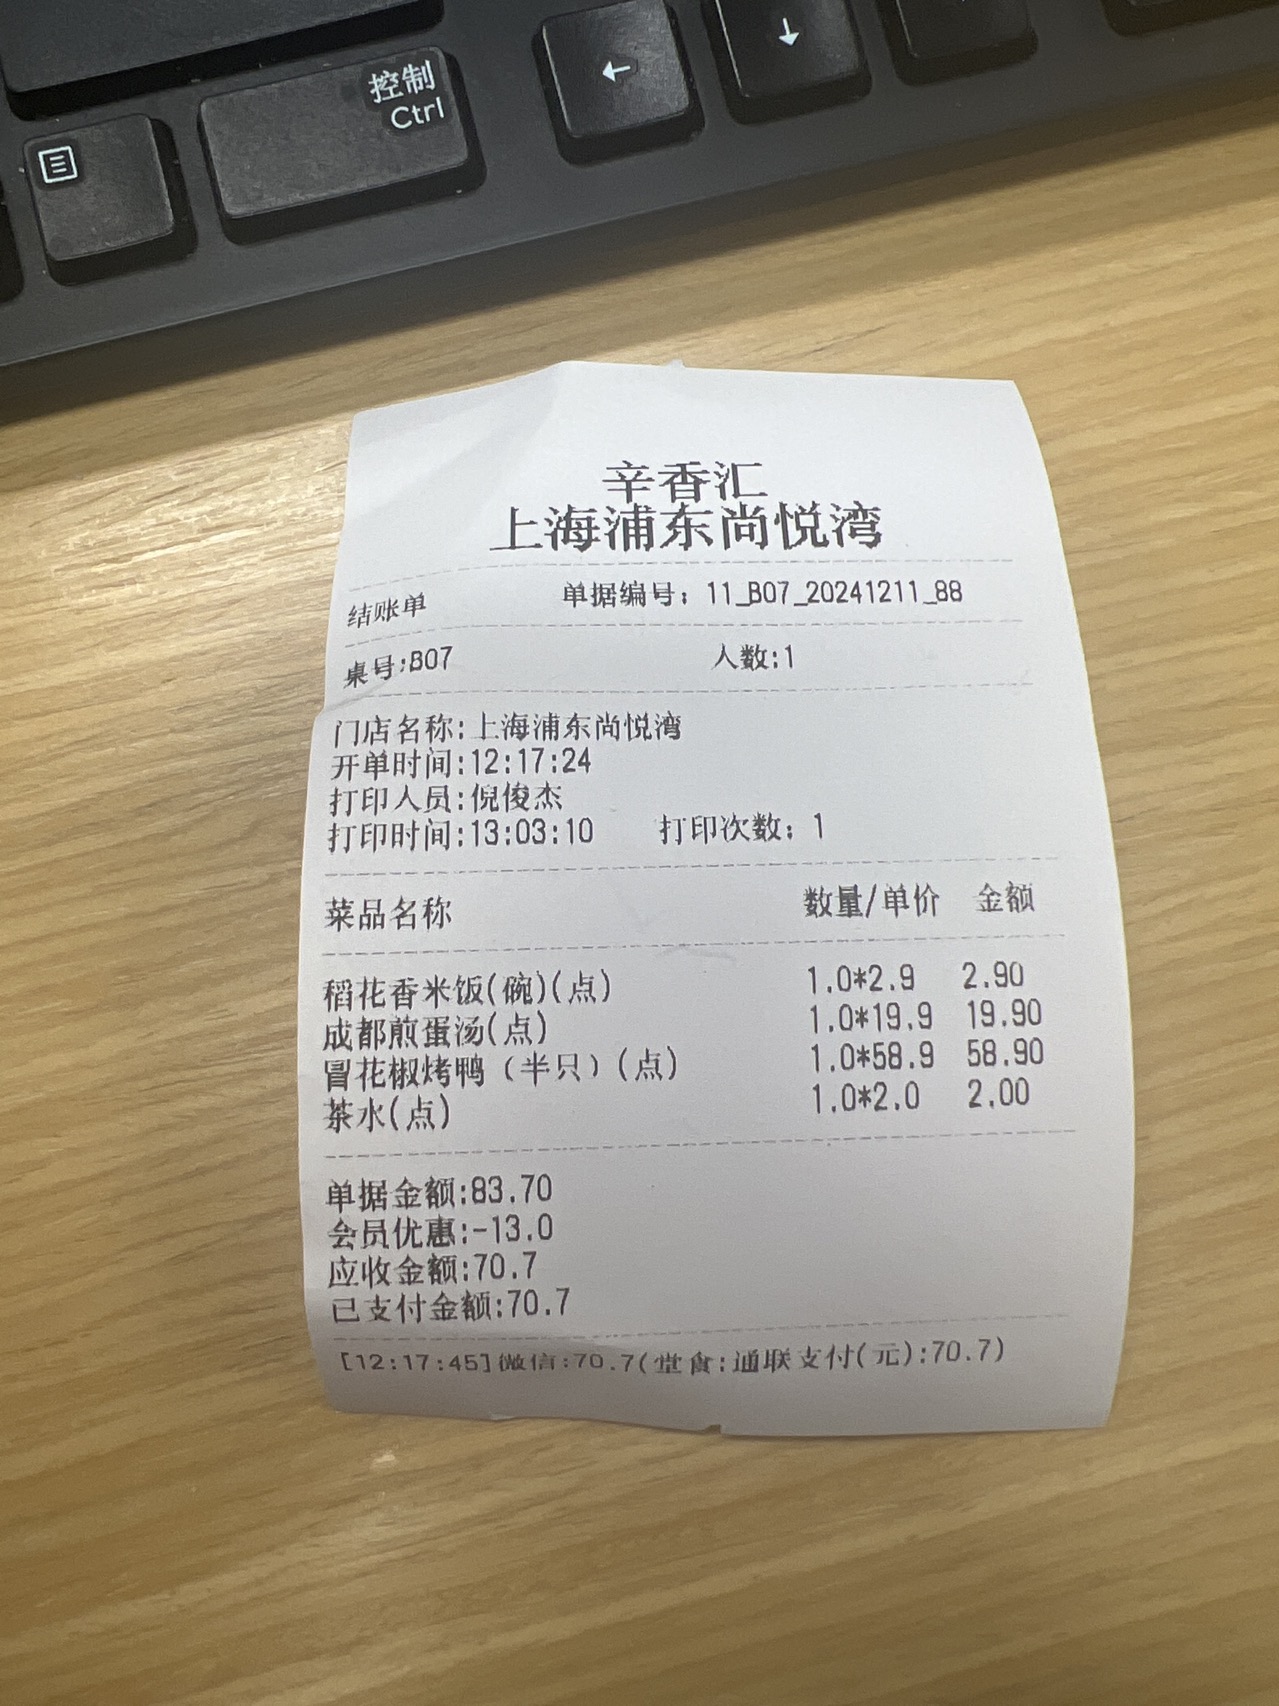 控制
Ctrl
←
↓
辛香汇
上海浦东尚悦湾
结账单 单据编号：11_B07_20241211_88
桌号:B07 人数:1
门店名称:上海浦东尚悦湾
开单时间:12:17:24
打印人员:倪俊杰
打印时间:13:03:10 打印次数：1
菜品名称 数量/单价 金额
稻花香米饭(碗)(点) 1.0*2.9 2.90
成都煎蛋汤(点) 1.0*19.9 19.90
冒花椒烤鸭（半只）(点) 1.0*58.9 58.90
茶水(点) 1.0*2.0 2.00
单据金额:83.70
会员优惠:-13.0
应收金额:70.7
已支付金额:70.7
[12:17:45]微信:70.7(堂食:通联支付(元):70.7)